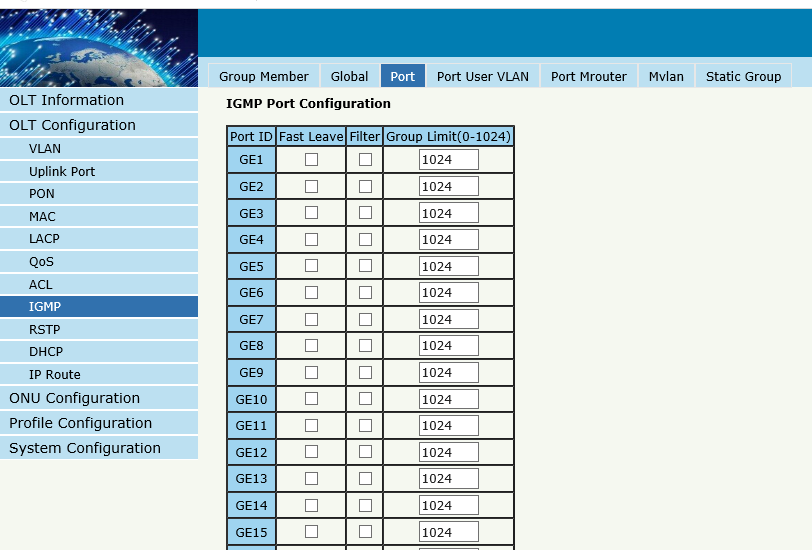 Group Member Global Port Port User VLAN Port Mrouter Mvlan Static Group
OLT Information
OLT Configuration
VLAN
Uplink Port
PON
MAC
LACP
QoS
ACL
IGMP
RSTP
DHCP
IP Route
ONU Configuration
Profile Configuration
System Configuration
IGMP Port Configuration
Port ID Fast Leave Filter Group Limit(0-1024)
GE1 1024
GE2 1024
GE3 1024
GE4 1024
GE5 1024
GE6 1024
GE7 1024
GE8 1024
GE9 1024
GE10 1024
GE11 1024
GE12 1024
GE13 1024
GE14 1024
GE15 1024